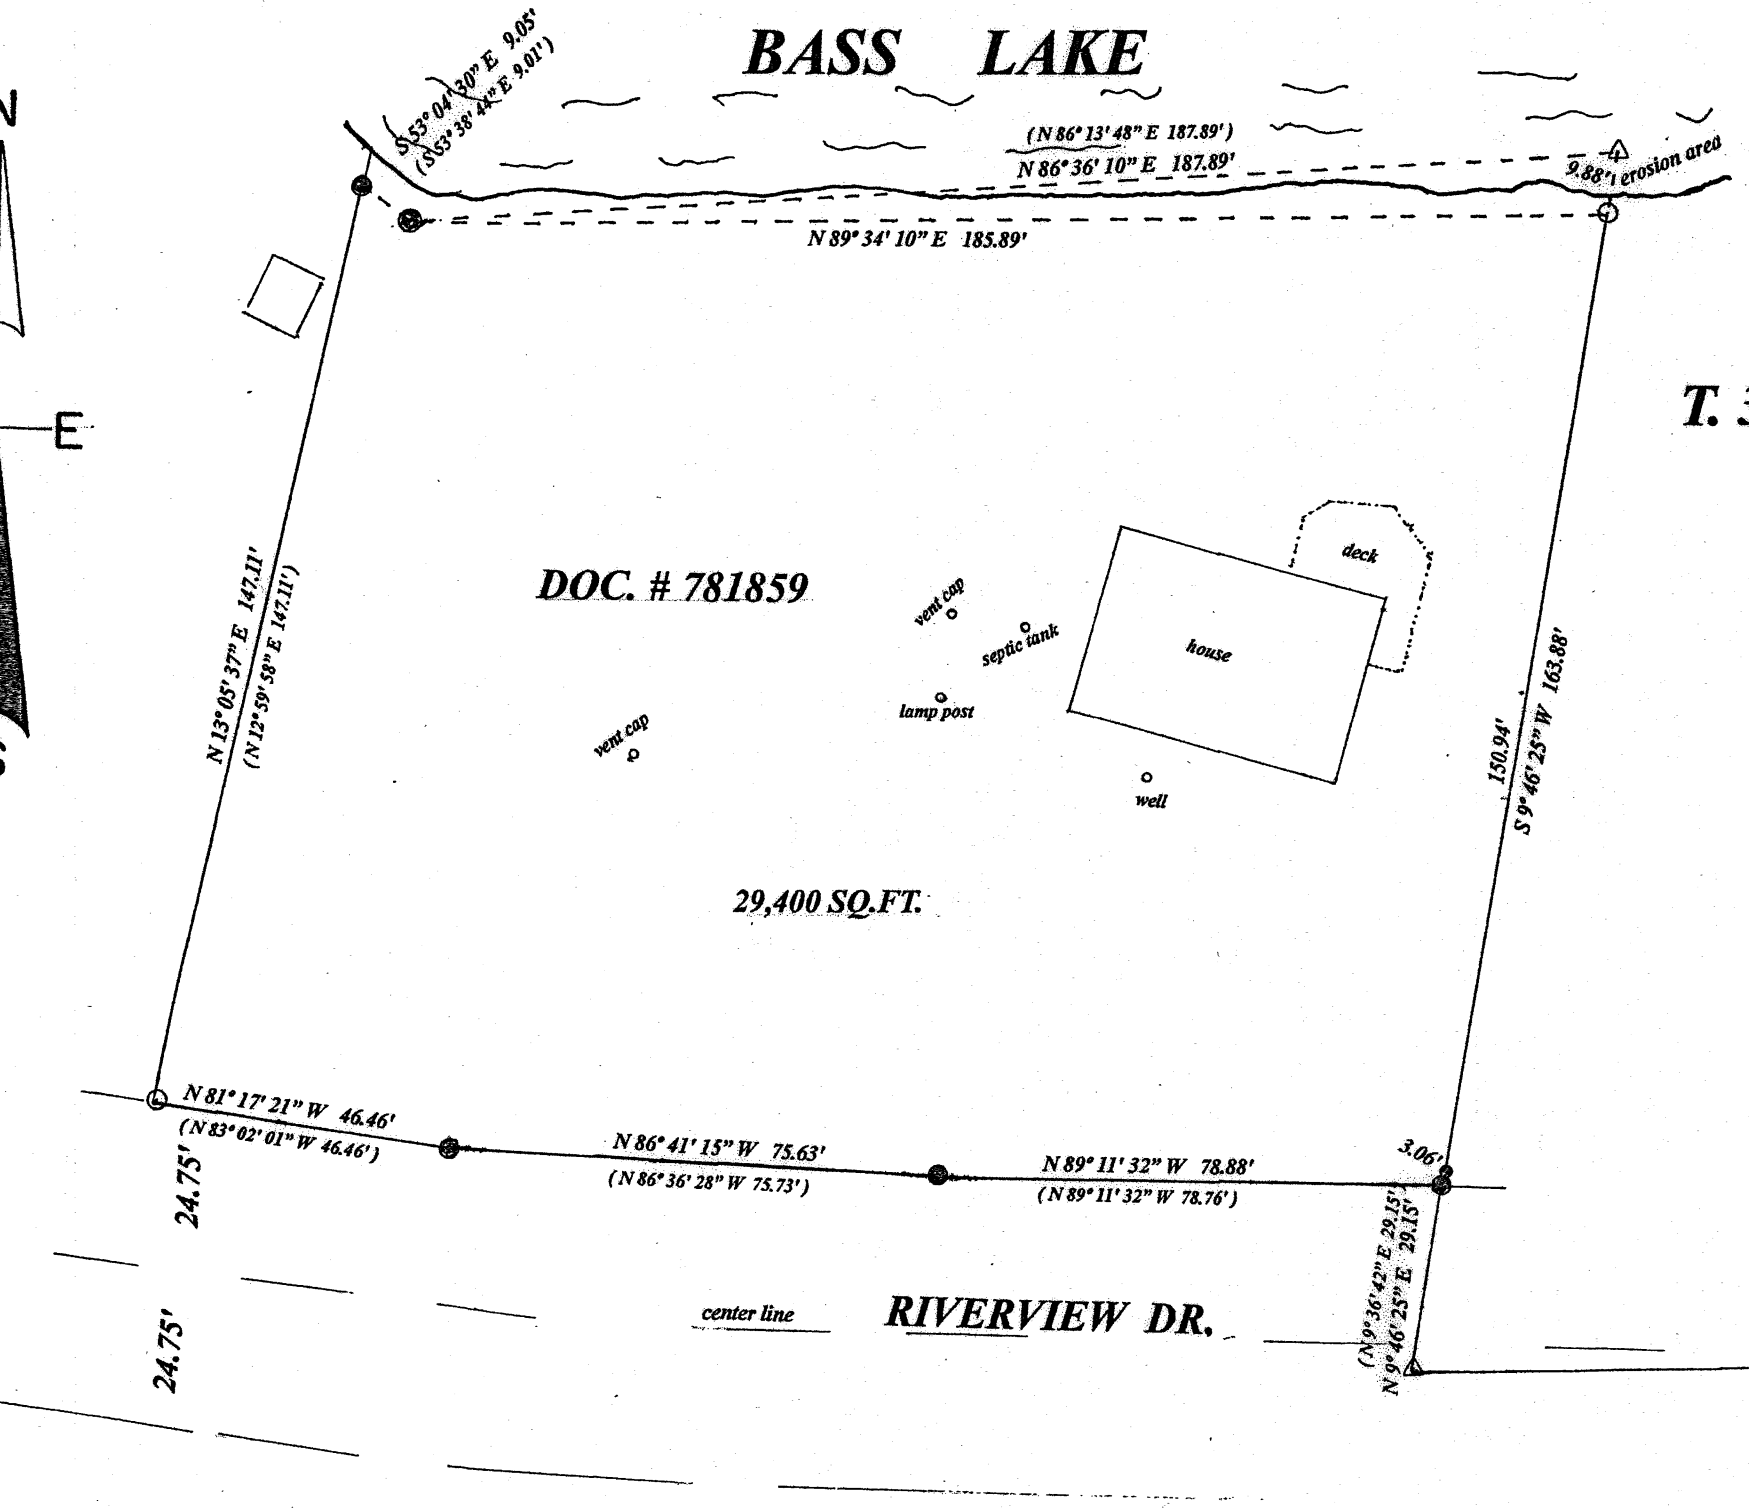 S 53° 04' 30" E 9.05'
( S 53° 38' 44" E 9.01' )
BASS LAKE
N
( N 86° 13' 48" E 187.89' )
N 86° 36' 10" E 187.89'
9.88' erosion area
N 89° 34' 10" E 185.89'
E
T. 3
deck
DOC. # 781859
vent cap
septic tank
house
lamp post
N 13° 05' 37" E 147.11'
( N 12° 59' 58" E 147.11' )
vent cap
150.94'
S 9° 46' 25" W 163.88'
well
29,400 SQ.FT.
N 81° 17' 21" W 46.46'
( N 83° 02' 01" W 46.46' )
N 86° 41' 15" W 75.63'
( N 86° 36' 28" W 75.73' )
N 89° 11' 32" W 78.88'
( N 89° 11' 32" W 78.76' )
3.06'
24.75'
( N 9° 36' 42" E 29.15' )
N 9° 46' 25" E 29.15'
center line
RIVERVIEW DR.
24.75'